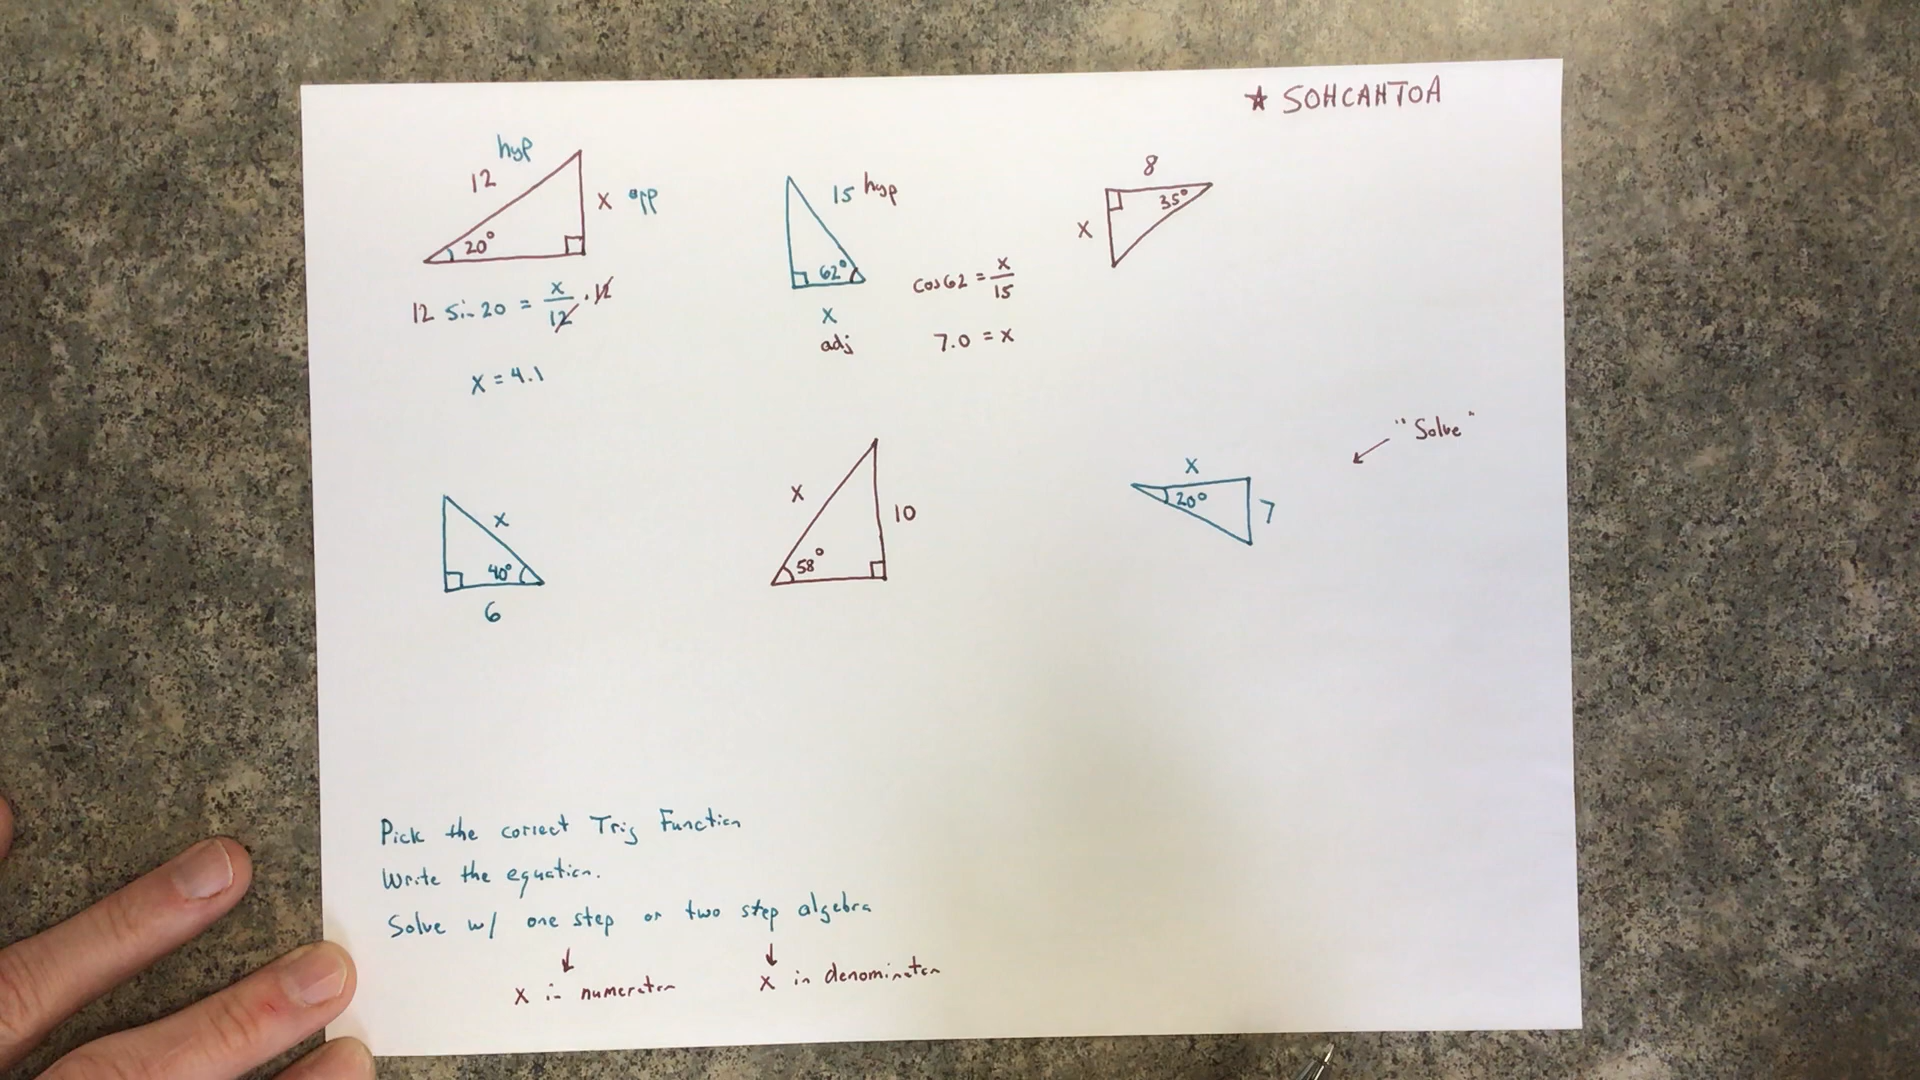 ★ SOHCAHTOA
hyp
12
x opp
20°
12 sin 20 = x/12 · 12
x = 4.1
15 hyp
62°
x
adj
cos 62 = x/15
7.0 = x
8
35°
x
"Solve"
x
40°
6
x
10
58°
x
20°
7
Pick the correct Trig Function
Write the equation.
Solve w/ one step or two step algebra
x in numerator
x in denominator